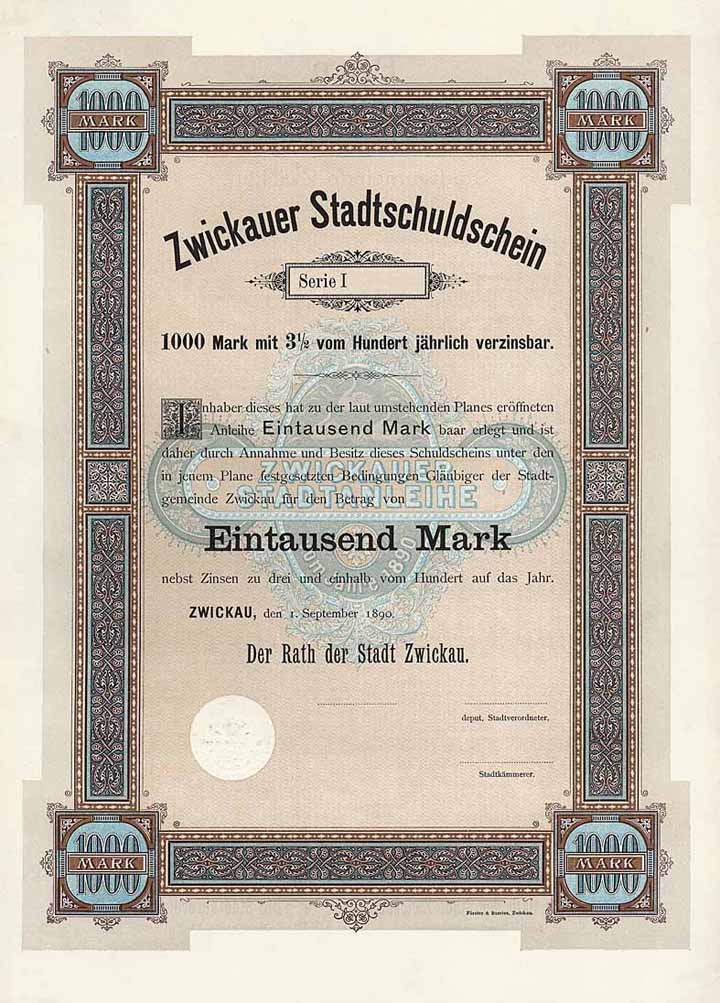 1000 MARK 1000 MARK
Zwickauer Stadtschuldschein
Serie I
1000 Mark mit 3½ vom Hundert jährlich verzinsbar.
Inhaber dieses hat zu der laut umstehenden Planes eröffneten
Anleihe Eintausend Mark baar erlegt und ist
daher durch Annahme und Besitz dieses Schuldscheins unter den
in jenem Plane festgesetzten Bedingungen Gläubiger der Stadt-
gemeinde Zwickau für den Betrag von
ZWICKAUER
STADTANLEIHE
Eintausend Mark
1890
nebst Zinsen zu drei und einhalb vom Hundert auf das Jahr.
ZWICKAU, den 1. September 1890.
Der Rath der Stadt Zwickau.
deput. Stadtverordneter.
Stadtkämmerer.
1000 MARK 1000 MARK
Zwickau.